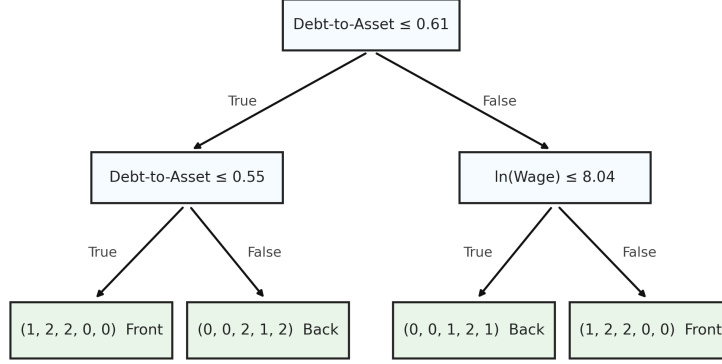 Debt-to-Asset ≤ 0.61
True
False
Debt-to-Asset ≤ 0.55
ln(Wage) ≤ 8.04
True
False
True
False
(1, 2, 2, 0, 0) Front
(0, 0, 2, 1, 2) Back
(0, 0, 1, 2, 1) Back
(1, 2, 2, 0, 0) Front